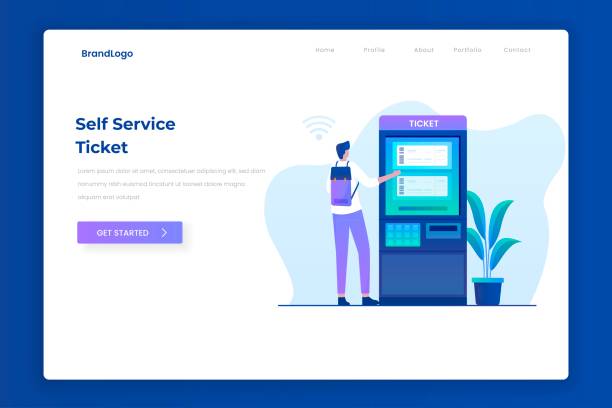 BrandLogo
Home Profile About Portfolio Contact
Self Service
Ticket
lorem ipsum dolor sit amet, consectetuer adipiscing elit, sed diam
nonummy nibh euismod tincidunt ut laoreet dolore magna
aliquam erat volutpat
GET STARTED
TICKET